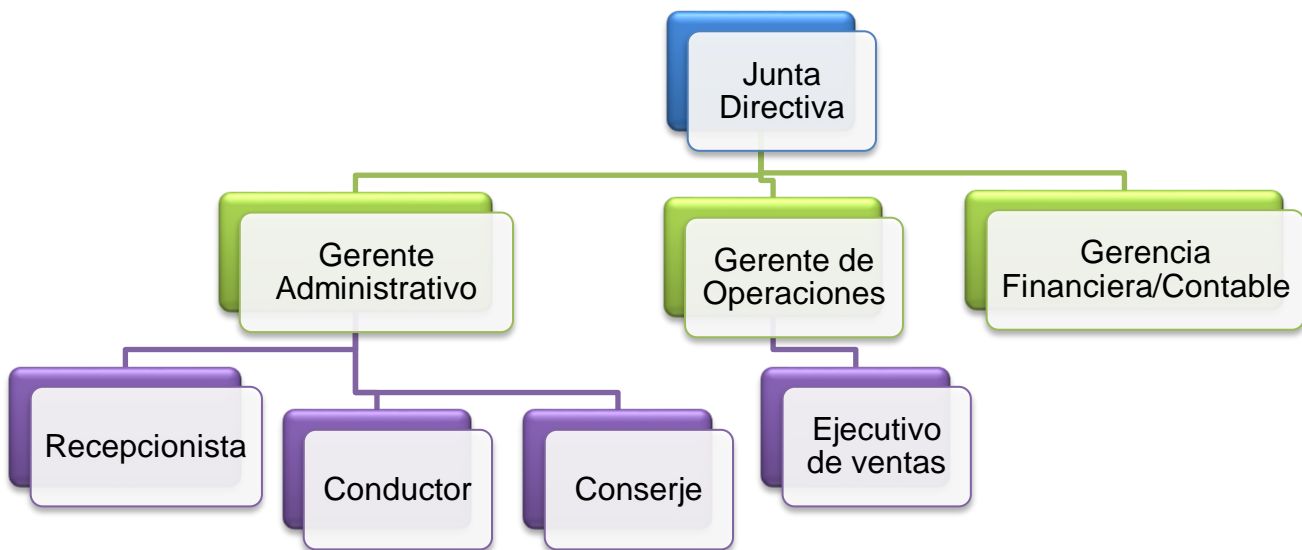 Junta
Directiva
Gerente
Administrativo
Gerente de
Operaciones
Gerencia
Financiera/Contable
Recepcionista
Conductor
Conserje
Ejecutivo
de ventas